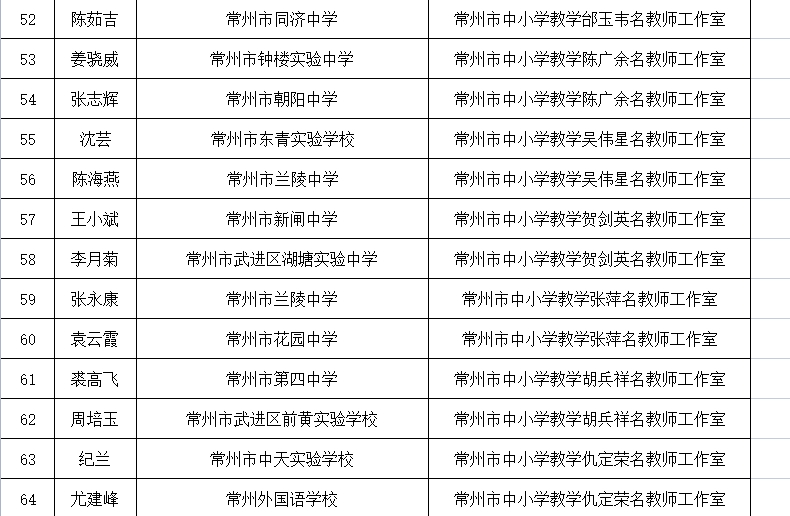 52 陈茹吉 常州市同济中学 常州市中小学教学邰玉韦名教师工作室
53 姜骁威 常州市钟楼实验中学 常州市中小学教学陈广余名教师工作室
54 张志辉 常州市朝阳中学 常州市中小学教学陈广余名教师工作室
55 沈芸 常州市东青实验学校 常州市中小学教学吴伟星名教师工作室
56 陈海燕 常州市兰陵中学 常州市中小学教学吴伟星名教师工作室
57 王小斌 常州市新闸中学 常州市中小学教学贺剑英名教师工作室
58 李月菊 常州市武进区湖塘实验中学 常州市中小学教学贺剑英名教师工作室
59 张永康 常州市兰陵中学 常州市中小学教学张萍名教师工作室
60 袁云霞 常州市花园中学 常州市中小学教学张萍名教师工作室
61 裘高飞 常州市第四中学 常州市中小学教学胡兵祥名教师工作室
62 周培玉 常州市武进区前黄实验学校 常州市中小学教学胡兵祥名教师工作室
63 纪兰 常州市中天实验学校 常州市中小学教学仇定荣名教师工作室
64 尤建峰 常州外国语学校 常州市中小学教学仇定荣名教师工作室